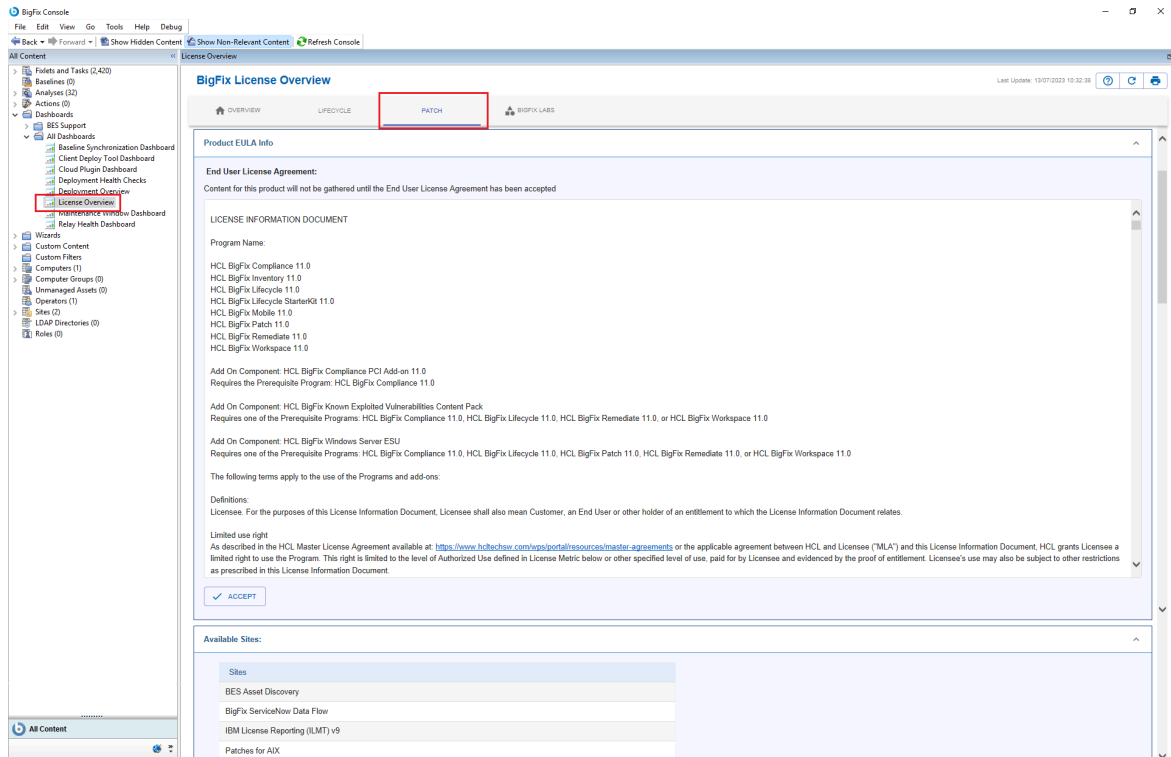 BigFix Console
File Edit View Go Tools Help Debug
Back Forward Show Hidden Content Show Non-Relevant Content Refresh Console
All Content
Fixlets and Tasks (2,420)
Baselines (0)
Analyses (32)
Actions (0)
Dashboards
BES Support
All Dashboards
Baseline Synchronization Dashboard
Client Deploy Tool Dashboard
Cloud Plugin Dashboard
Deployment Health Checks
Deployment Overview
License Overview
Maintenance Window Dashboard
Relay Health Dashboard
Wizards
Custom Content
Custom Filters
Computers (1)
Computer Groups (0)
Unmanaged Assets (0)
Operators (1)
Sites (2)
LDAP Directories (0)
Roles (0)
All Content
License Overview
BigFix License Overview
Last Update: 13/07/2023 10:32:38
OVERVIEW LIFECYCLE PATCH BIGFIX LABS
Product EULA Info
End User License Agreement:
Content for this product will not be gathered until the End User License Agreement has been accepted
LICENSE INFORMATION DOCUMENT
Program Name:
HCL BigFix Compliance 11.0
HCL BigFix Inventory 11.0
HCL BigFix Lifecycle 11.0
HCL BigFix Lifecycle StarterKit 11.0
HCL BigFix Mobile 11.0
HCL BigFix Patch 11.0
HCL BigFix Remediate 11.0
HCL BigFix Workspace 11.0
Add On Component: HCL BigFix Compliance PCI Add-on 11.0
Requires the Prerequisite Program: HCL BigFix Compliance 11.0
Add On Component: HCL BigFix Known Exploited Vulnerabilities Content Pack
Requires one of the Prerequisite Programs: HCL BigFix Compliance 11.0, HCL BigFix Lifecycle 11.0, HCL BigFix Remediate 11.0, or HCL BigFix Workspace 11.0
Add On Component: HCL BigFix Windows Server ESU
Requires one of the Prerequisite Programs: HCL BigFix Compliance 11.0, HCL BigFix Lifecycle 11.0, HCL BigFix Patch 11.0, HCL BigFix Remediate 11.0, or HCL BigFix Workspace 11.0
The following terms apply to the use of the Programs and add-ons:
Definitions:
Licensee. For the purposes of this License Information Document, Licensee shall also mean Customer, an End User or other holder of an entitlement to which the License Information Document relates.
Limited use right
As described in the HCL Master License Agreement available at: https://www.hcltechsw.com/wps/portal/resources/master-agreements or the applicable agreement between HCL and Licensee ("MLA") and this License Information Document, HCL grants Licensee a
limited right to use the Program. This right is limited to the level of Authorized Use defined in License Metric below or other specified level of use, paid for by Licensee and evidenced by the proof of entitlement. Licensee's use may also be subject to other restrictions
as prescribed in this License Information Document.
ACCEPT
Available Sites:
Sites
BES Asset Discovery
BigFix ServiceNow Data Flow
IBM License Reporting (ILMT) v9
Patches for AIX